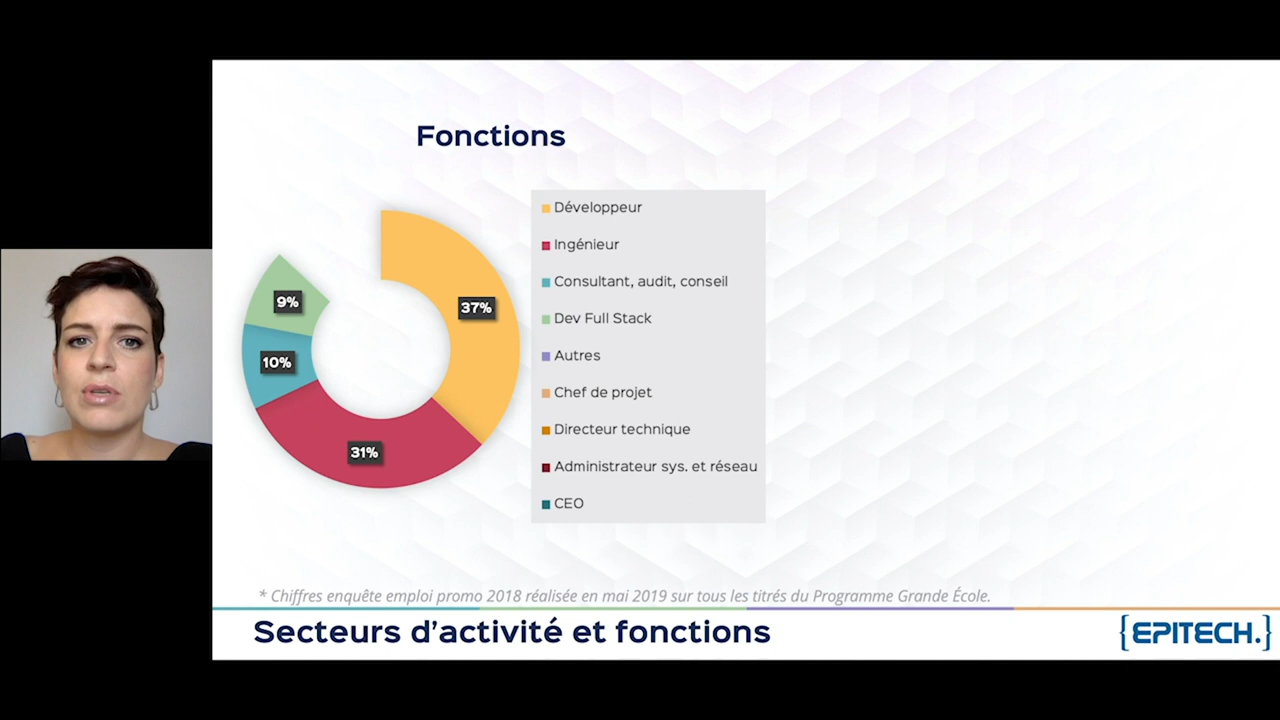 Fonctions
Développeur
Ingénieur
Consultant, audit, conseil
Dev Full Stack
Autres
Chef de projet
Directeur technique
Administrateur sys. et réseau
CEO
37%
9%
10%
31%
* Chiffres enquête emploi promo 2018 réalisée en mai 2019 sur tous les titrés du Programme Grande École.
Secteurs d'activité et fonctions
{EPITECH.}